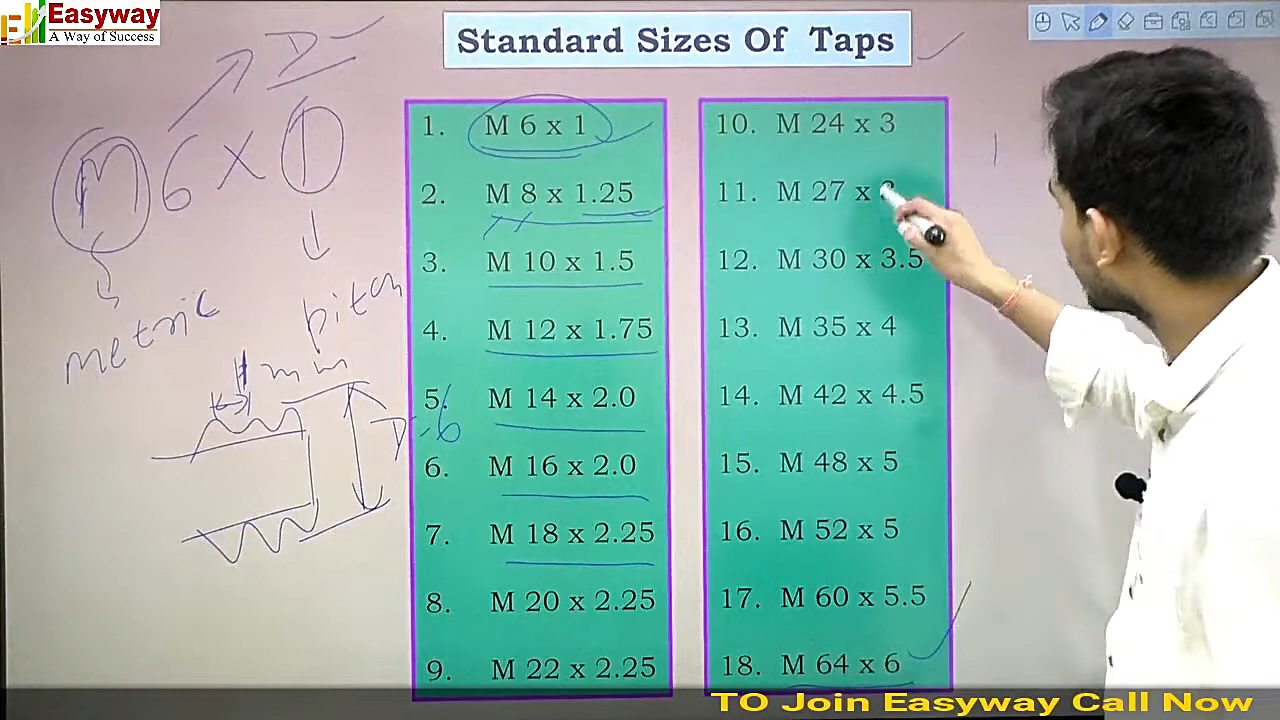 Easyway
A Way of Success
Standard Sizes Of Taps
1. M 6 x 1
2. M 8 x 1.25
3. M 10 x 1.5
4. M 12 x 1.75
5. M 14 x 2.0
6. M 16 x 2.0
7. M 18 x 2.25
8. M 20 x 2.25
9. M 22 x 2.25
10. M 24 x 3
11. M 27 x 3
12. M 30 x 3.5
13. M 35 x 4
14. M 42 x 4.5
15. M 48 x 5
16. M 52 x 5
17. M 60 x 5.5
18. M 64 x 6
D
M 6 x 1
metric
pitch
1 mm
D=6
TO Join Easyway Call Now